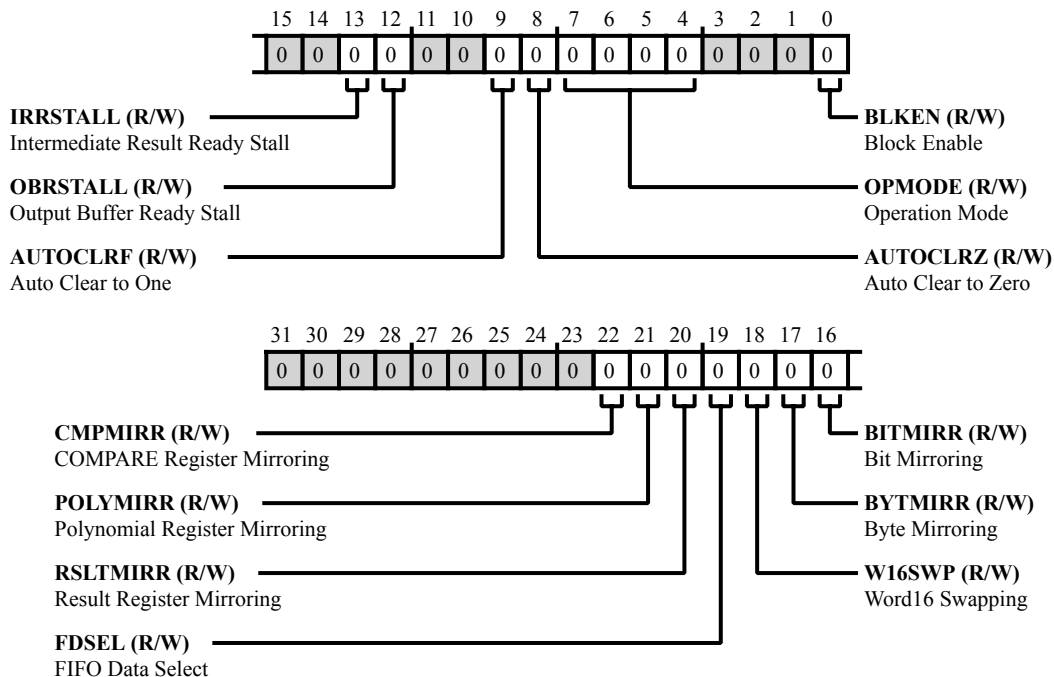 15 14 13 12 11 10 9 8 7 6 5 4 3 2 1 0
0 0 0 0 0 0 0 0 0 0 0 0 0 0 0 0
IRRSTALL (R/W)
Intermediate Result Ready Stall
BLKEN (R/W)
Block Enable
OBRSTALL (R/W)
Output Buffer Ready Stall
OPMODE (R/W)
Operation Mode
AUTOCLRF (R/W)
Auto Clear to One
AUTOCLRZ (R/W)
Auto Clear to Zero
31 30 29 28 27 26 25 24 23 22 21 20 19 18 17 16
0 0 0 0 0 0 0 0 0 0 0 0 0 0 0 0
CMPMIRR (R/W)
COMPARE Register Mirroring
BITMIRR (R/W)
Bit Mirroring
POLYMIRR (R/W)
Polynomial Register Mirroring
BYTMIRR (R/W)
Byte Mirroring
RSLTMIRR (R/W)
Result Register Mirroring
W16SWP (R/W)
Word16 Swapping
FDSEL (R/W)
FIFO Data Select